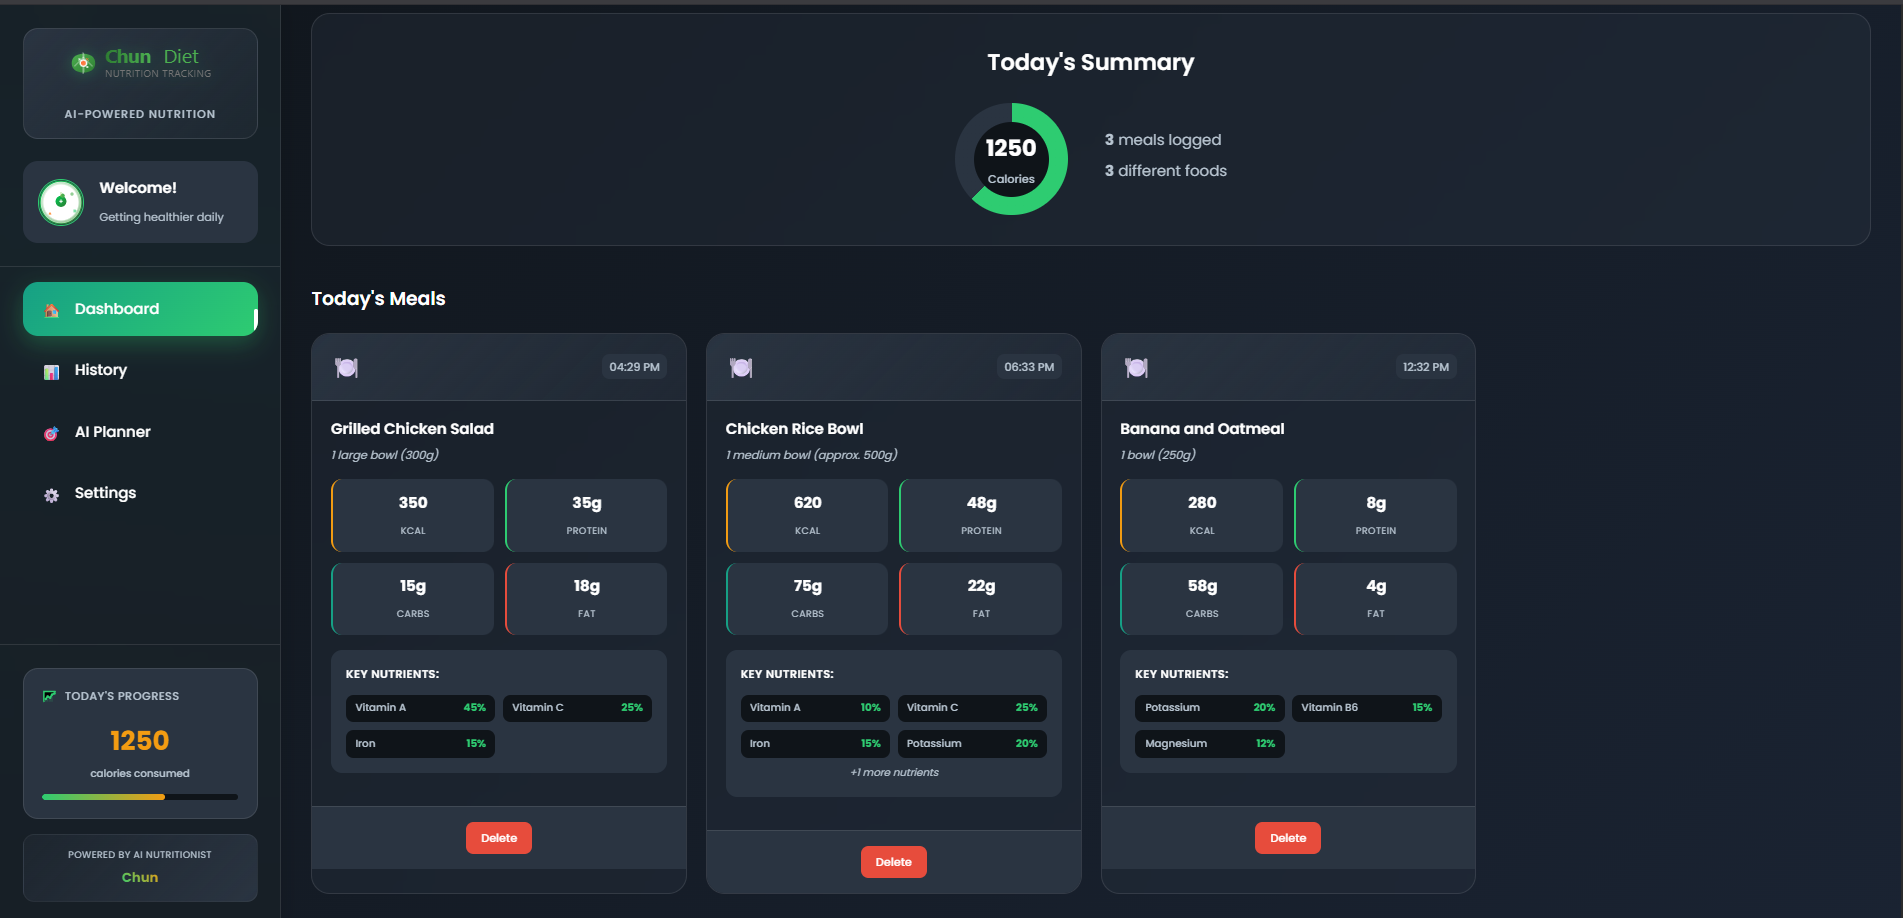 Chun Diet
NUTRITION TRACKING
AI-POWERED NUTRITION
Welcome!
Getting healthier daily
Dashboard
History
AI Planner
Settings
TODAY'S PROGRESS
1250
calories consumed
POWERED BY AI NUTRITIONIST
Chun
Today's Summary
1250
Calories
3 meals logged
3 different foods
Today's Meals
04:29 PM
Grilled Chicken Salad
1 large bowl (300g)
350
KCAL
35g
PROTEIN
15g
CARBS
18g
FAT
KEY NUTRIENTS:
Vitamin A 45%
Vitamin C 25%
Iron 15%
Delete
06:33 PM
Chicken Rice Bowl
1 medium bowl (approx. 500g)
620
KCAL
48g
PROTEIN
75g
CARBS
22g
FAT
KEY NUTRIENTS:
Vitamin A 10%
Vitamin C 25%
Iron 15%
Potassium 20%
+1 more nutrients
Delete
12:32 PM
Banana and Oatmeal
1 bowl (250g)
280
KCAL
8g
PROTEIN
58g
CARBS
4g
FAT
KEY NUTRIENTS:
Potassium 20%
Vitamin B6 15%
Magnesium 12%
Delete